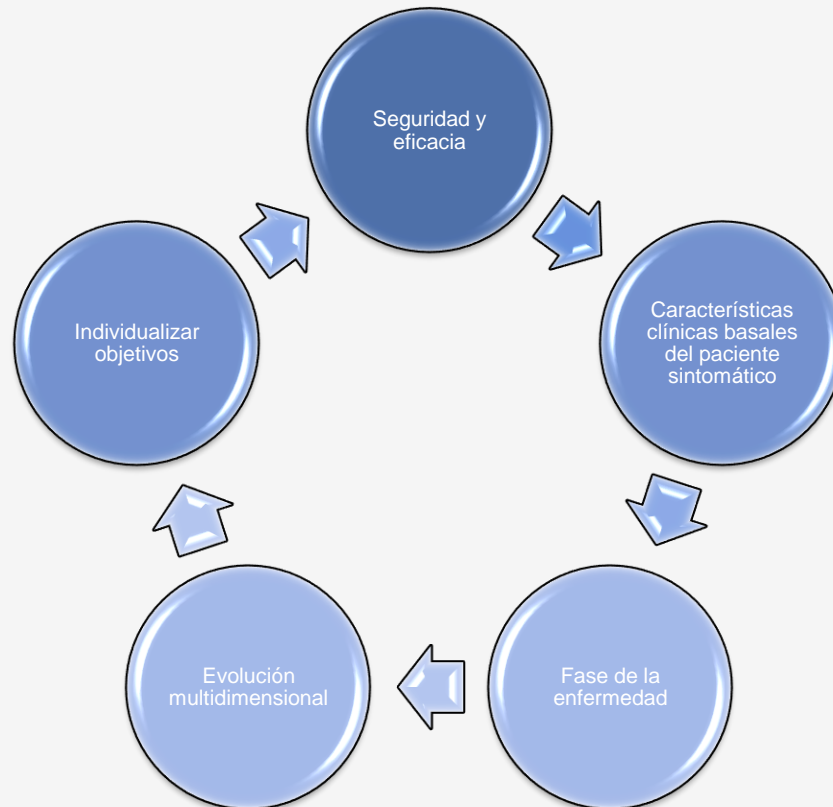 Seguridad y
eficacia
Individualizar
objetivos
Características
clínicas basales
del paciente
sintomático
Evolución
multidimensional
Fase de la
enfermedad